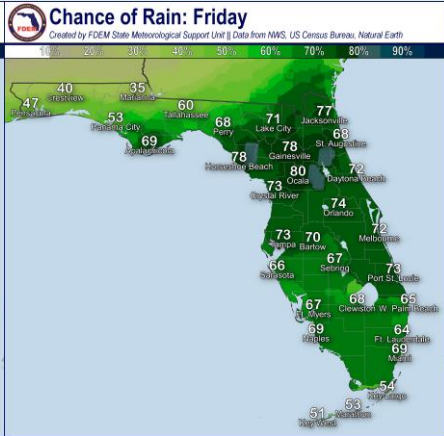 FDEM
Chance of Rain: Friday
Created by FDEM State Meteorological Support Unit || Data from NWS, US Census Bureau, Natural Earth
10% 20% 30% 40% 50% 60% 70% 80% 90%
40
Crestview
35
Marianna
47
Pensacola
60
Tallahassee
53
Panama City
69
Apalachicola
68
Perry
71
Lake City
77
Jacksonville
68
St. Augustine
78
Gainesville
78
Horseshoe Beach
80
Ocala
72
Daytona Beach
73
Crystal River
74
Orlando
73
Tampa
70
Bartow
72
Melbourne
66
Sarasota
67
Sebring
73
Port St. Lucie
67
Ft. Myers
68
Clewiston W
65
Palm Beach
69
Naples
64
Ft. Lauderdale
69
Miami
54
Key Largo
53
Marathon
51
Key West